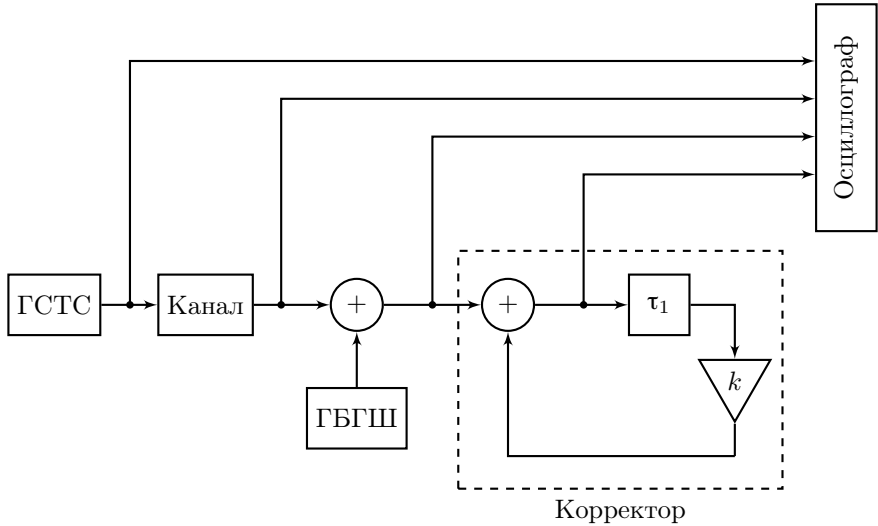 Осциллограф
ГСТС
Канал
+
+
τ₁
k
ГБГШ
Корректор